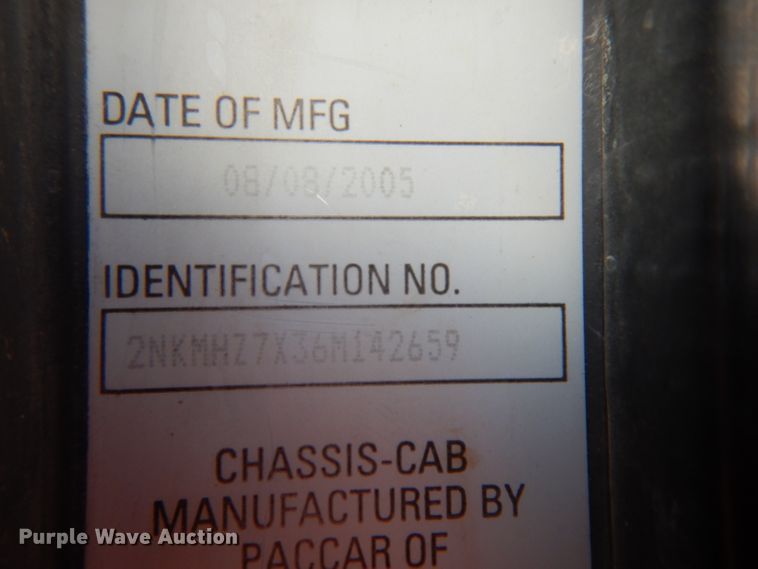 DATE OF MFG
08/08/2005
IDENTIFICATION NO.
2NKMHZ7X36M142659
CHASSIS-CAB
MANUFACTURED BY
PACCAR OF
Purple Wave Auction